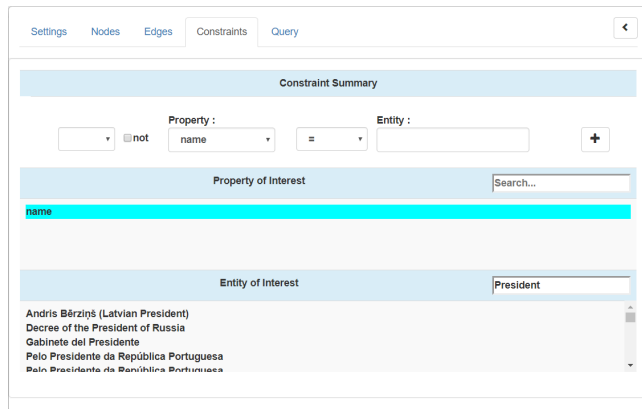 Settings Nodes Edges Constraints Query
Constraint Summary
Property : Entity :
not name =
Property of Interest Search...
name
Entity of Interest President
Andris Bērziņš (Latvian President)
Decree of the President of Russia
Gabinete del Presidente
Pelo Presidente da República Portuguesa
Pelo Presidente da República Portuguesa